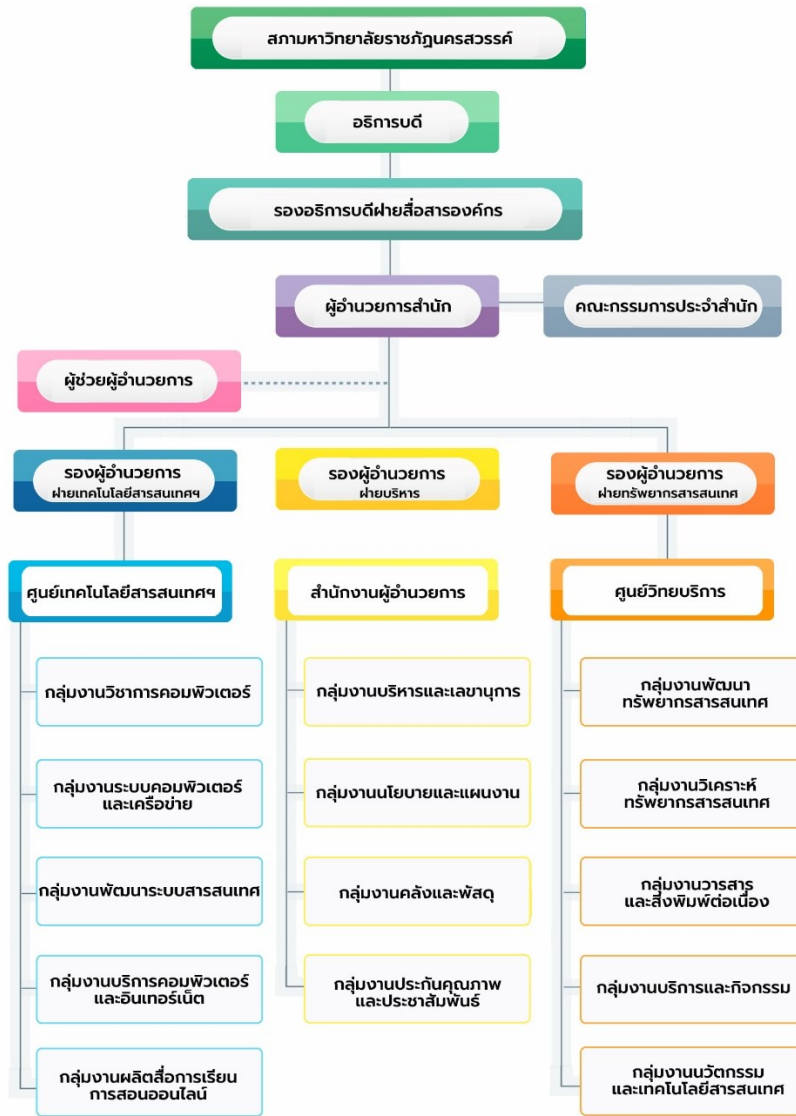 สภามหาวิทยาลัยราชภัฏนครสวรรค์
อธิการบดี
รองอธิการบดีฝ่ายสื่อสารองค์กร
ผู้อำนวยการสำนัก
คณะกรรมการประจำสำนัก
ผู้ช่วยผู้อำนวยการ
รองผู้อำนวยการ
ฝ่ายเทคโนโลยีสารสนเทศฯ
รองผู้อำนวยการ
ฝ่ายบริหาร
รองผู้อำนวยการ
ฝ่ายทรัพยากรสารสนเทศ
ศูนย์เทคโนโลยีสารสนเทศฯ
สำนักงานผู้อำนวยการ
ศูนย์วิทยบริการ
กลุ่มงานวิชาการคอมพิวเตอร์
กลุ่มงานระบบคอมพิวเตอร์
และเครือข่าย
กลุ่มงานพัฒนาระบบสารสนเทศ
กลุ่มงานบริการคอมพิวเตอร์
และอินเทอร์เน็ต
กลุ่มงานผลิตสื่อการเรียน
การสอนออนไลน์
กลุ่มงานบริหารและเลขานุการ
กลุ่มงานนโยบายและแผนงาน
กลุ่มงานคลังและพัสดุ
กลุ่มงานประกันคุณภาพ
และประชาสัมพันธ์
กลุ่มงานพัฒนา
ทรัพยากรสารสนเทศ
กลุ่มงานวิเคราะห์
ทรัพยากรสารสนเทศ
กลุ่มงานวารสาร
และสิ่งพิมพ์ต่อเนื่อง
กลุ่มงานบริการและกิจกรรม
กลุ่มงานนวัตกรรม
และเทคโนโลยีสารสนเทศ